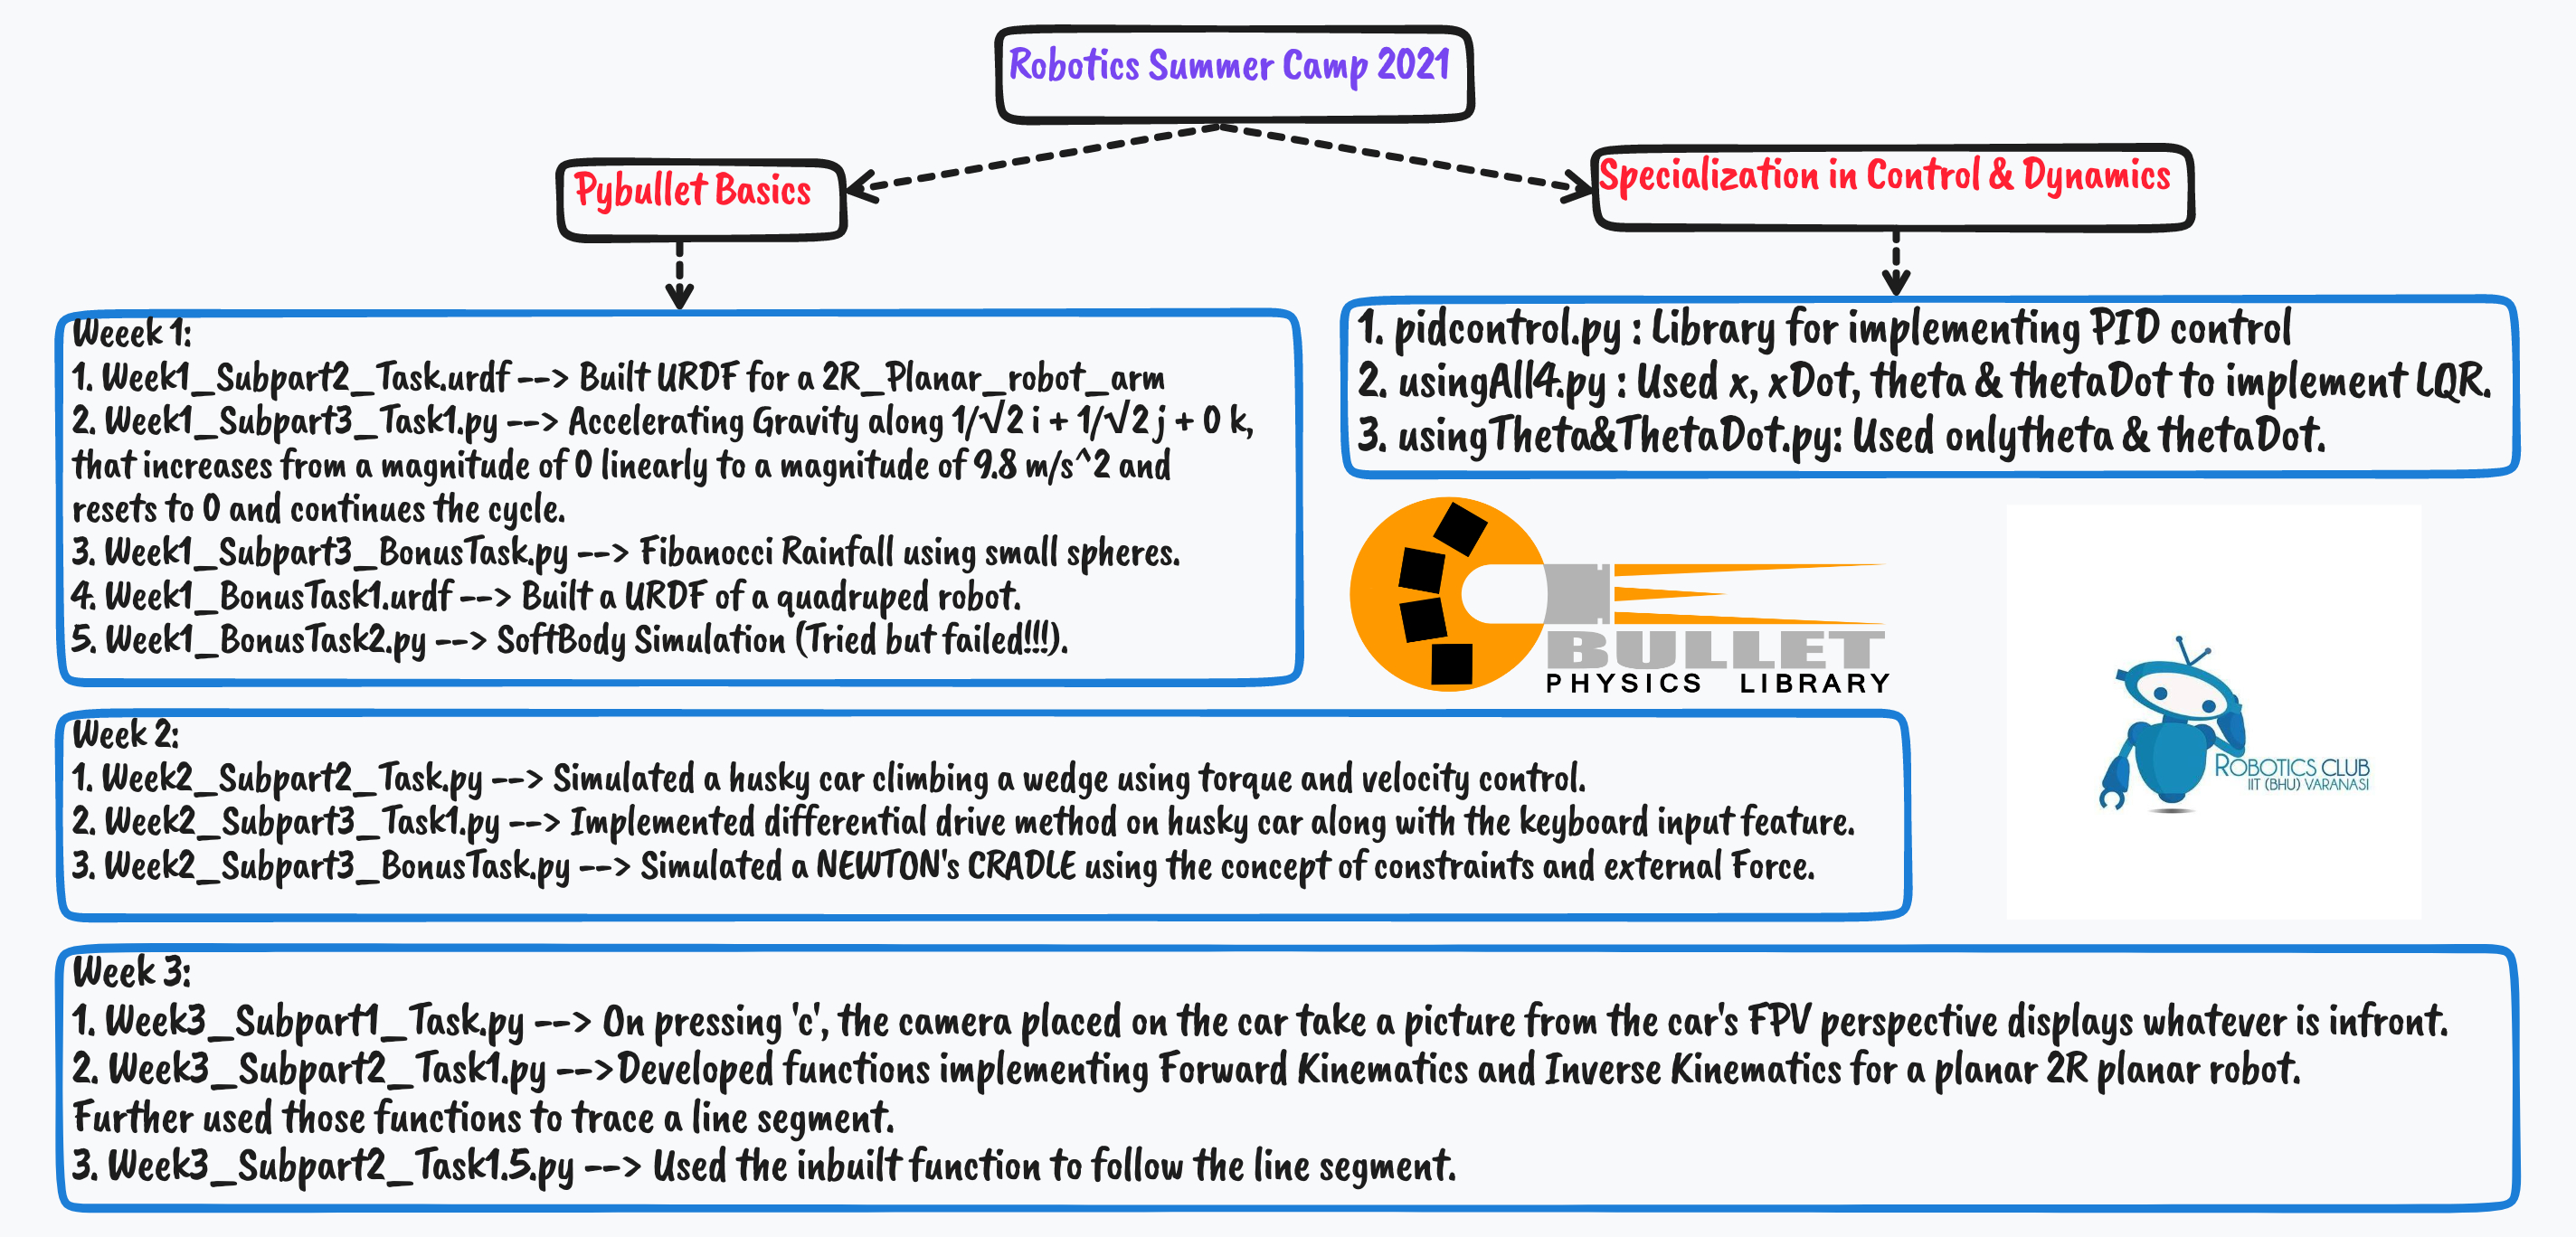 Robotics Summer Camp 2021
Pybullet Basics
Specialization in Control & Dynamics
Weeek 1:
1. Week1_Subpart2_Task.urdf --> Built URDF for a 2R_Planar_robot_arm
2. Week1_Subpart3_Task1.py --> Accelerating Gravity along 1/√2 i + 1/√2 j + 0 k,
that increases from a magnitude of 0 linearly to a magnitude of 9.8 m/s^2 and
resets to 0 and continues the cycle.
3. Week1_Subpart3_BonusTask.py --> Fibanocci Rainfall using small spheres.
4. Week1_BonusTask1.urdf --> Built a URDF of a quadruped robot.
5. Week1_BonusTask2.py --> SoftBody Simulation (Tried but failed!!!).
1. pidcontrol.py : Library for implementing PID control
2. usingAll4.py : Used x, xDot, theta & thetaDot to implement LQR.
3. usingTheta&ThetaDot.py: Used onlytheta & thetaDot.
BULLET
PHYSICS LIBRARY
ROBOTICS CLUB
IIT (BHU) VARANASI
Week 2:
1. Week2_Subpart2_Task.py --> Simulated a husky car climbing a wedge using torque and velocity control.
2. Week2_Subpart3_Task1.py --> Implemented differential drive method on husky car along with the keyboard input feature.
3. Week2_Subpart3_BonusTask.py --> Simulated a NEWTON's CRADLE using the concept of constraints and external Force.
Week 3:
1. Week3_Subpart1_Task.py --> On pressing 'c', the camera placed on the car take a picture from the car's FPV perspective displays whatever is infront.
2. Week3_Subpart2_Task1.py -->Developed functions implementing Forward Kinematics and Inverse Kinematics for a planar 2R planar robot.
Further used those functions to trace a line segment.
3. Week3_Subpart2_Task1.5.py --> Used the inbuilt function to follow the line segment.